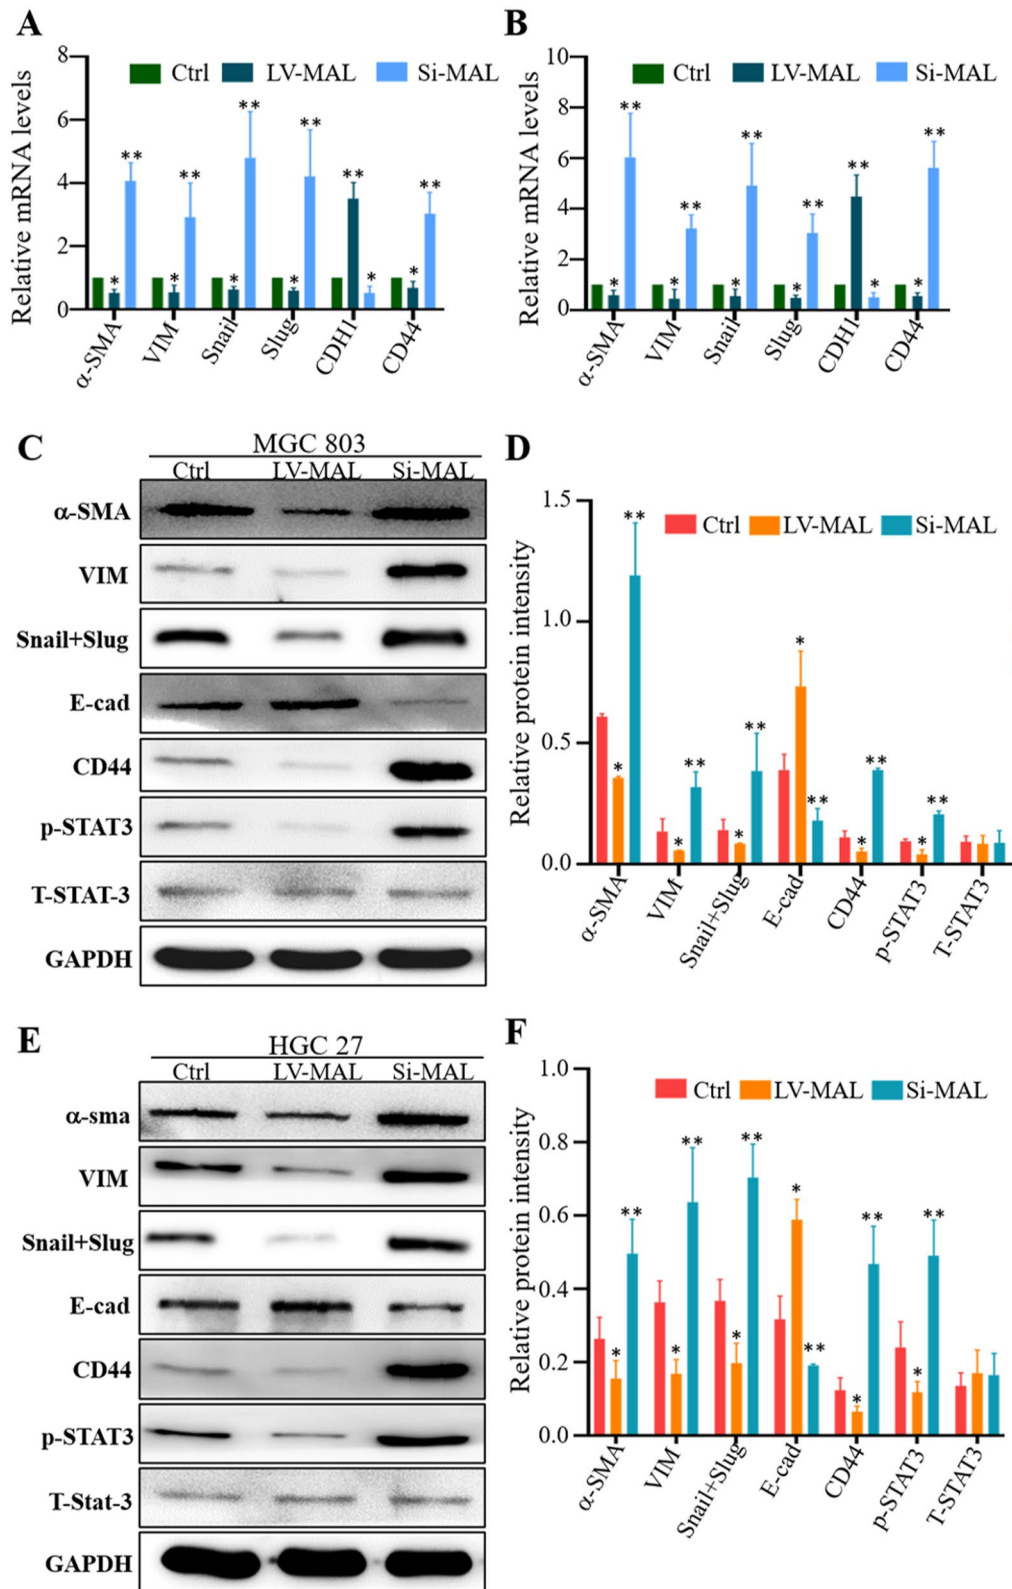 A
Relative mRNA levels
8
6
4
2
0
Ctrl LV-MAL Si-MAL
** ** ** ** ** **
* * * * * *
α-SMA VIM Snail Slug CDH1 CD44
B
Relative mRNA levels
10
8
6
4
2
0
Ctrl LV-MAL Si-MAL
** ** ** ** ** **
* * * * * *
α-SMA VIM Snail Slug CDH1 CD44
C
MGC 803
Ctrl LV-MAL Si-MAL
α-SMA
VIM
Snail+Slug
E-cad
CD44
p-STAT3
T-STAT-3
GAPDH
D
Relative protein intensity
1.5
1.0
0.5
0.0
Ctrl LV-MAL Si-MAL
** ** ** * ** ** **
* * * * *
α-SMA VIM Snail+Slug E-cad CD44 p-STAT3 T-STAT3
E
HGC 27
Ctrl LV-MAL Si-MAL
α-sma
VIM
Snail+Slug
E-cad
CD44
p-STAT3
T-Stat-3
GAPDH
F
Relative protein intensity
1.0
0.8
0.6
0.4
0.2
0.0
Ctrl LV-MAL Si-MAL
** ** ** * ** ** **
* * * * *
α-SMA VIM Snail+Slug E-cad CD44 p-STAT3 T-STAT3